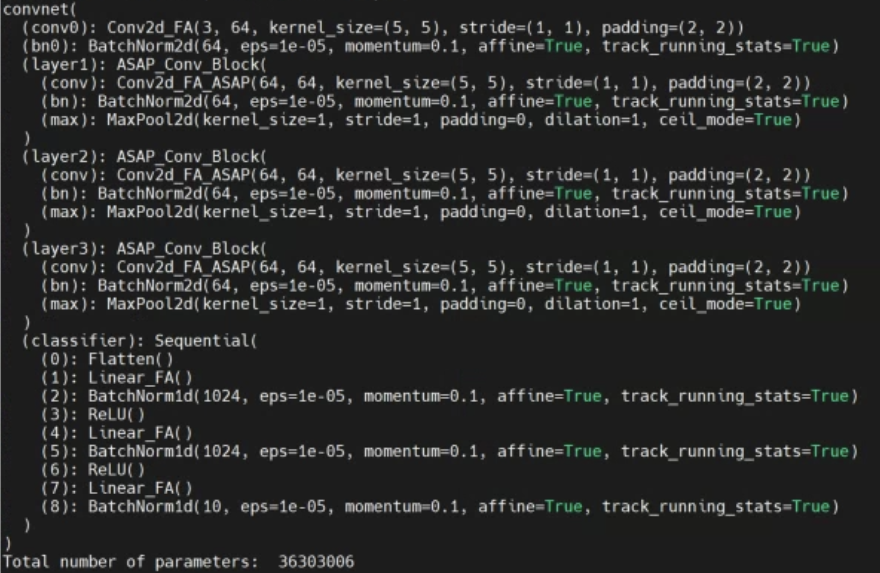 convnet(
  (conv0): Conv2d_FA(3, 64, kernel_size=(5, 5), stride=(1, 1), padding=(2, 2))
  (bn0): BatchNorm2d(64, eps=1e-05, momentum=0.1, affine=True, track_running_stats=True)
  (layer1): ASAP_Conv_Block(
    (conv): Conv2d_FA_ASAP(64, 64, kernel_size=(5, 5), stride=(1, 1), padding=(2, 2))
    (bn): BatchNorm2d(64, eps=1e-05, momentum=0.1, affine=True, track_running_stats=True)
    (max): MaxPool2d(kernel_size=1, stride=1, padding=0, dilation=1, ceil_mode=True)
  )
  (layer2): ASAP_Conv_Block(
    (conv): Conv2d_FA_ASAP(64, 64, kernel_size=(5, 5), stride=(1, 1), padding=(2, 2))
    (bn): BatchNorm2d(64, eps=1e-05, momentum=0.1, affine=True, track_running_stats=True)
    (max): MaxPool2d(kernel_size=1, stride=1, padding=0, dilation=1, ceil_mode=True)
  )
  (layer3): ASAP_Conv_Block(
    (conv): Conv2d_FA_ASAP(64, 64, kernel_size=(5, 5), stride=(1, 1), padding=(2, 2))
    (bn): BatchNorm2d(64, eps=1e-05, momentum=0.1, affine=True, track_running_stats=True)
    (max): MaxPool2d(kernel_size=1, stride=1, padding=0, dilation=1, ceil_mode=True)
  )
  (classifier): Sequential(
    (0): Flatten()
    (1): Linear_FA()
    (2): BatchNorm1d(1024, eps=1e-05, momentum=0.1, affine=True, track_running_stats=True)
    (3): ReLU()
    (4): Linear_FA()
    (5): BatchNorm1d(1024, eps=1e-05, momentum=0.1, affine=True, track_running_stats=True)
    (6): ReLU()
    (7): Linear_FA()
    (8): BatchNorm1d(10, eps=1e-05, momentum=0.1, affine=True, track_running_stats=True)
  )
)
Total number of parameters:  36303006